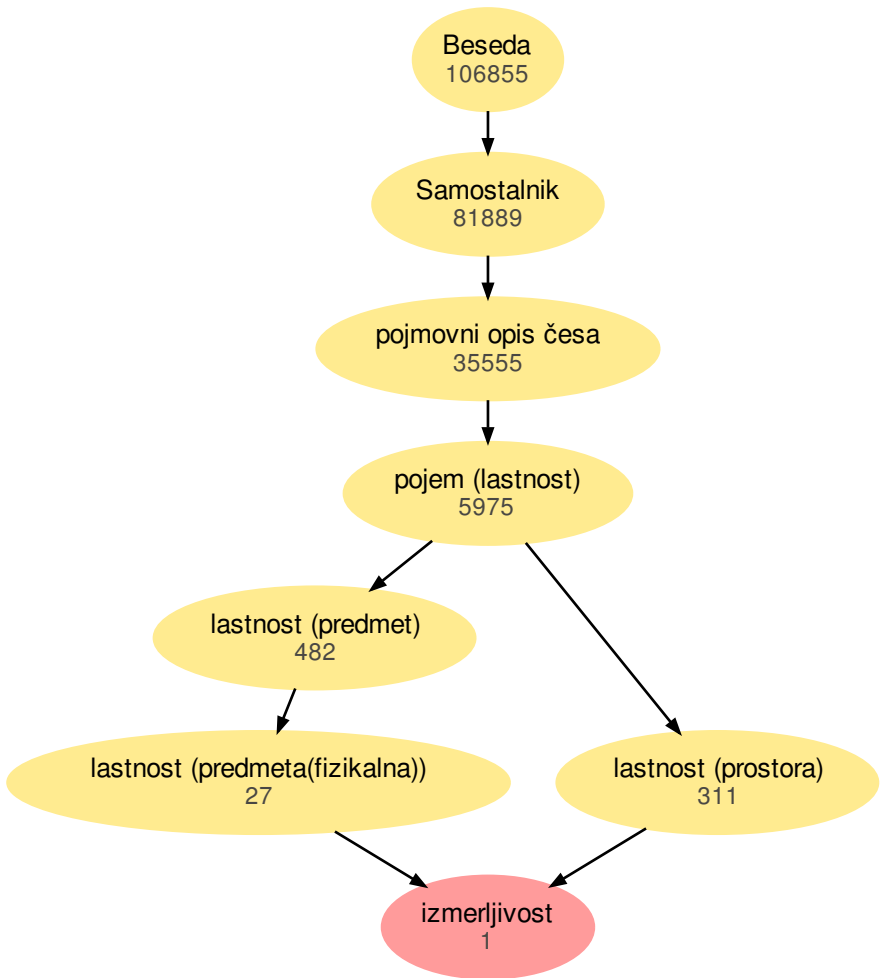 Beseda
106855
Samostalnik
81889
pojmovni opis česa
35555
pojem (lastnost)
5975
lastnost (predmet)
482
lastnost (predmeta(fizikalna))
27
lastnost (prostora)
311
izmerljivost
1